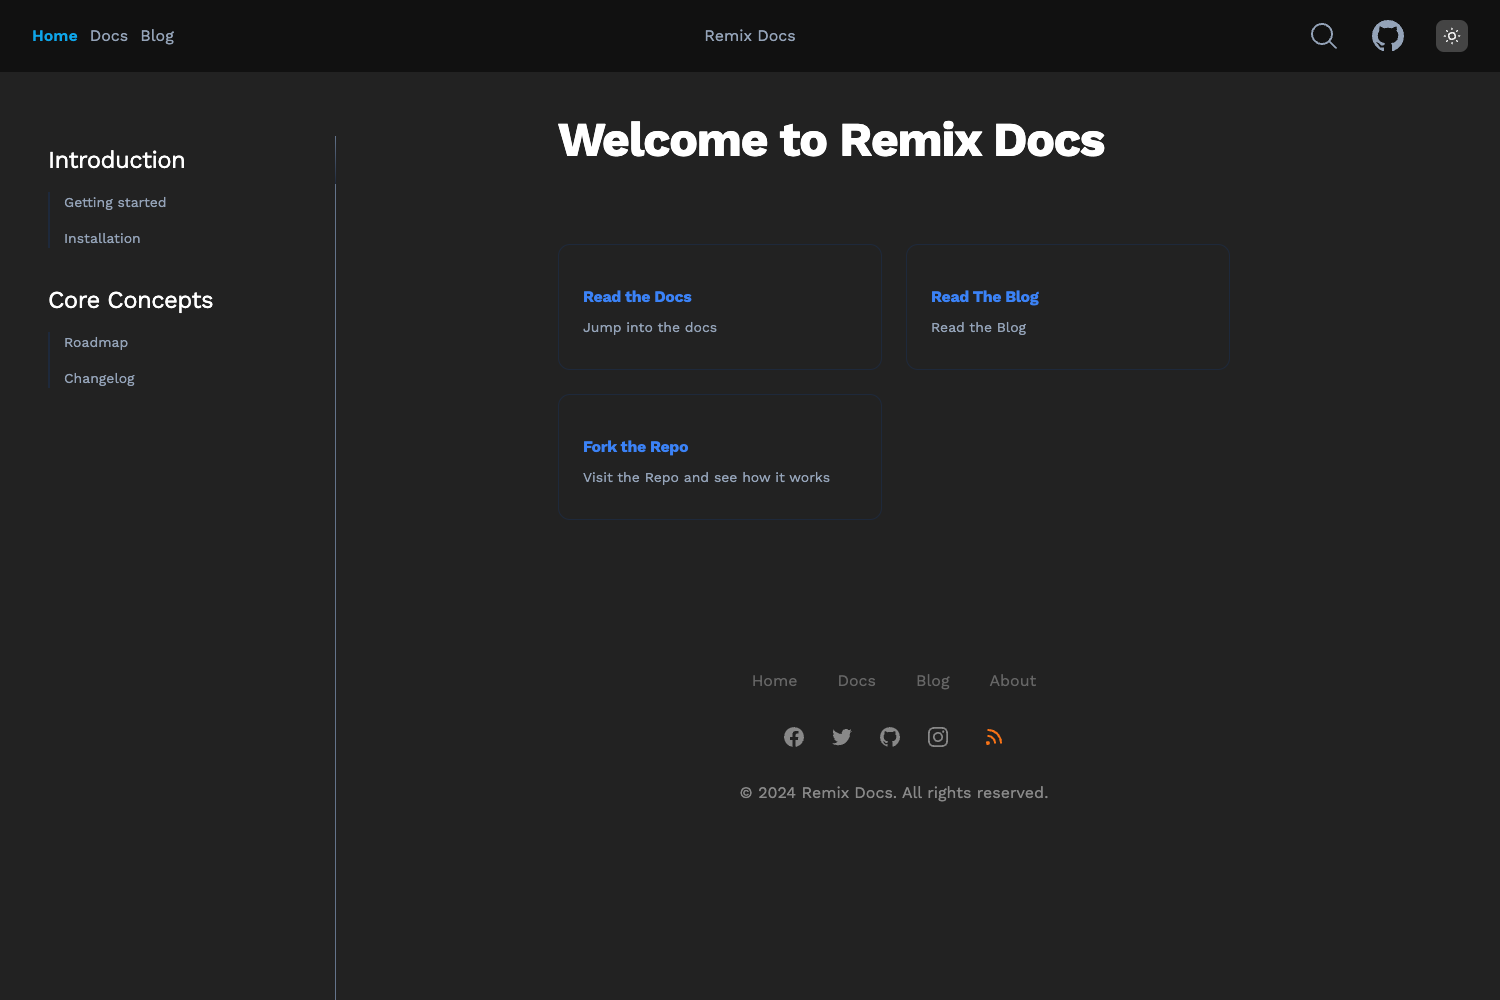 Home Docs Blog Remix Docs
Introduction
Getting started
Installation
Core Concepts
Roadmap
Changelog
Welcome to Remix Docs
Read the Docs
Jump into the docs
Read The Blog
Read the Blog
Fork the Repo
Visit the Repo and see how it works
Home Docs Blog About
© 2024 Remix Docs. All rights reserved.